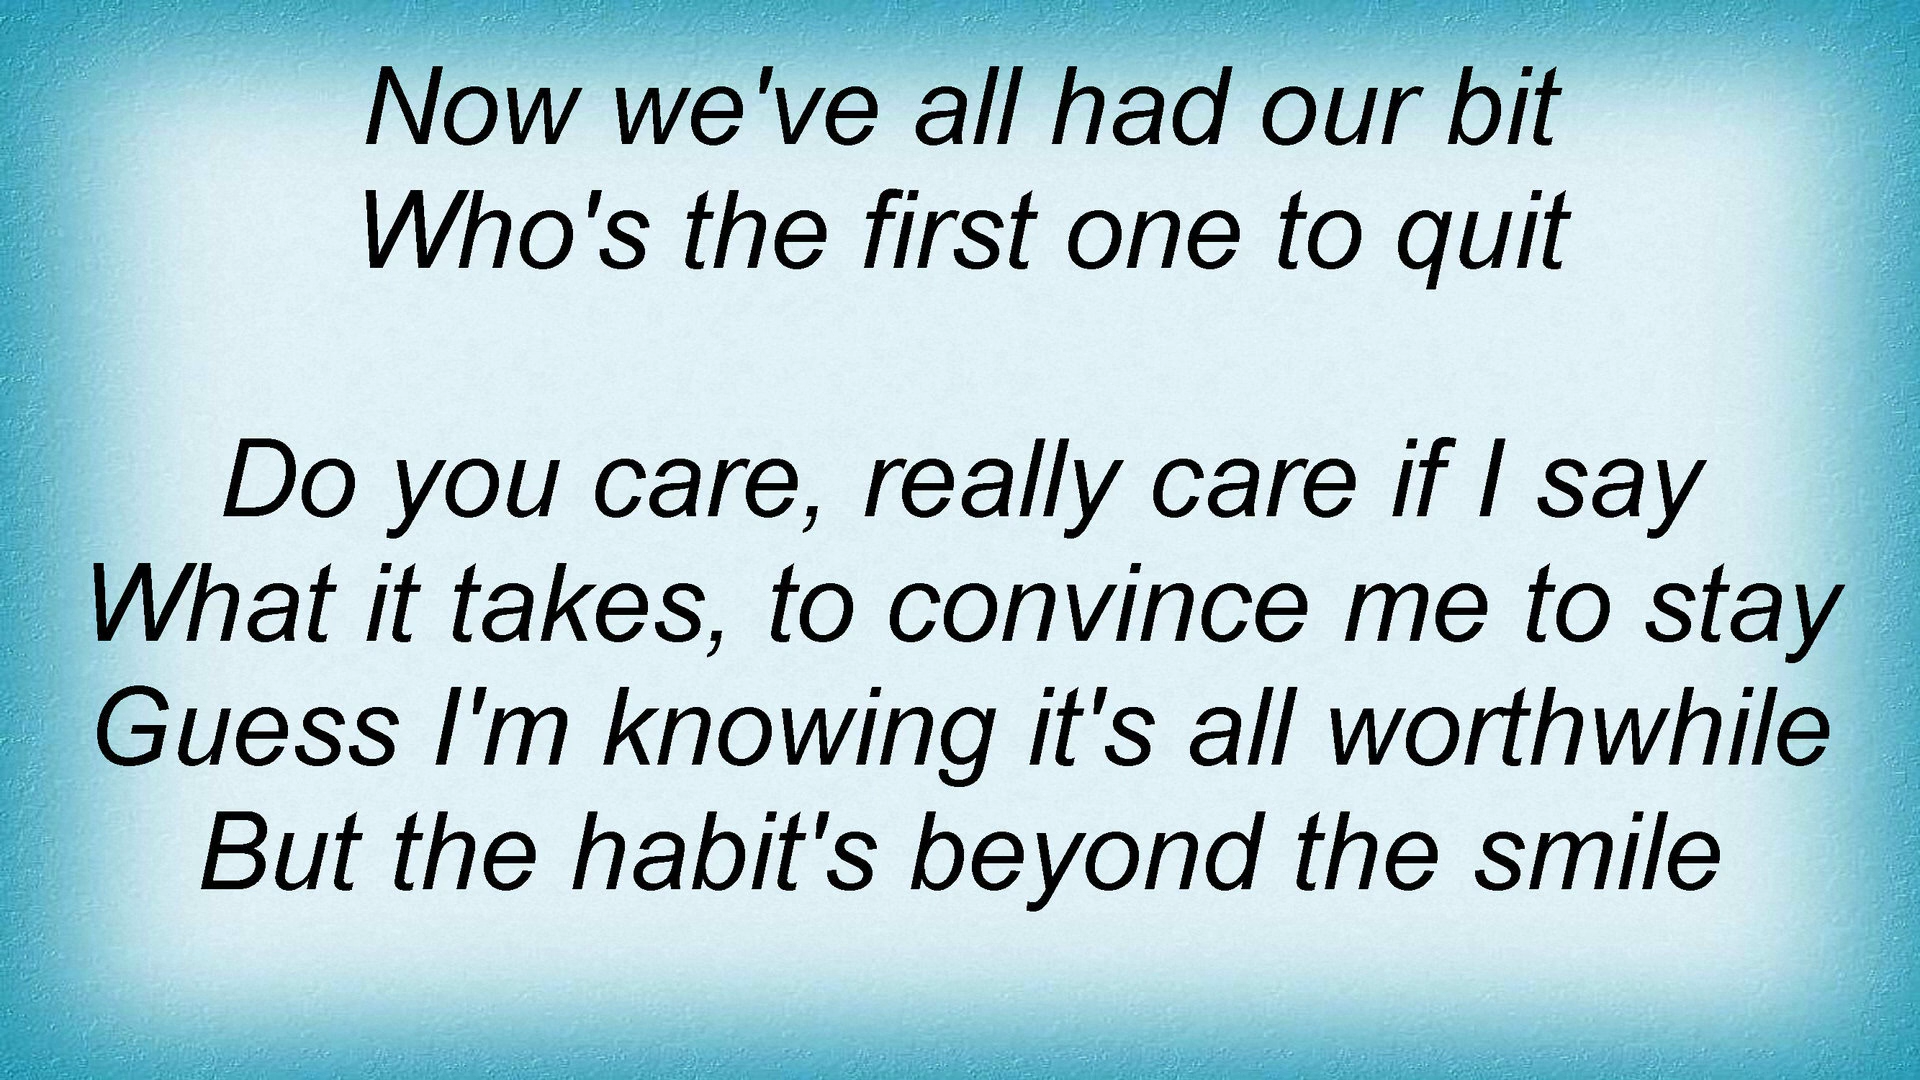 Now we've all had our bit
Who's the first one to quit
Do you care, really care if I say
What it takes, to convince me to stay
Guess I'm knowing it's all worthwhile
But the habit's beyond the smile